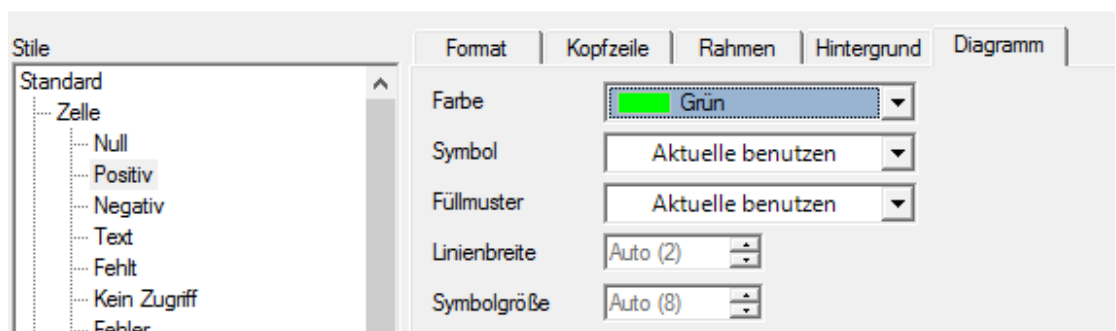 Stile
Standard
Zelle
Null
Positiv
Negativ
Text
Fehlt
Kein Zugriff
Fehler
Format Kopfzeile Rahmen Hintergrund Diagramm
Farbe Grün
Symbol Aktuelle benutzen
Füllmuster Aktuelle benutzen
Linienbreite Auto (2)
Symbolgröße Auto (8)